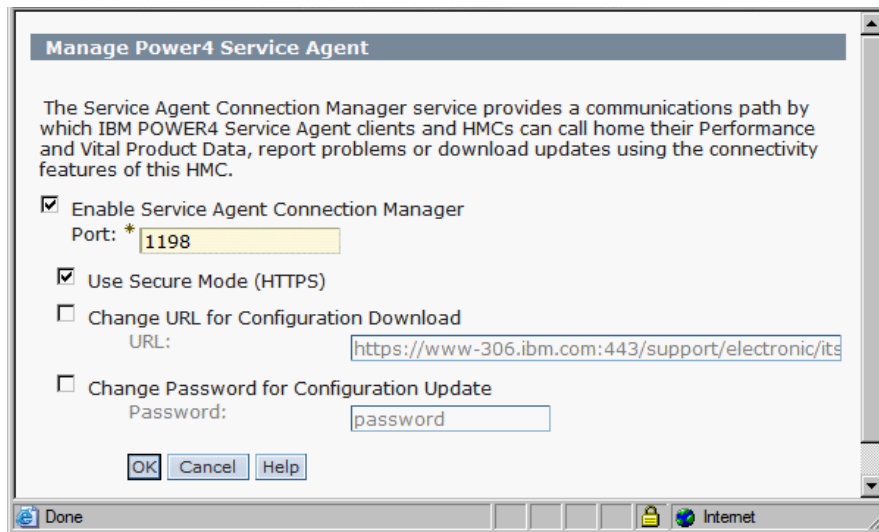 Manage Power4 Service Agent
The Service Agent Connection Manager service provides a communications path by
which IBM POWER4 Service Agent clients and HMCs can call home their Performance
and Vital Product Data, report problems or download updates using the connectivity
features of this HMC.
Enable Service Agent Connection Manager
Port: * 1198
Use Secure Mode (HTTPS)
Change URL for Configuration Download
URL: https://www-306.ibm.com:443/support/electronic/its
Change Password for Configuration Update
Password: password
OK Cancel Help
Done Internet